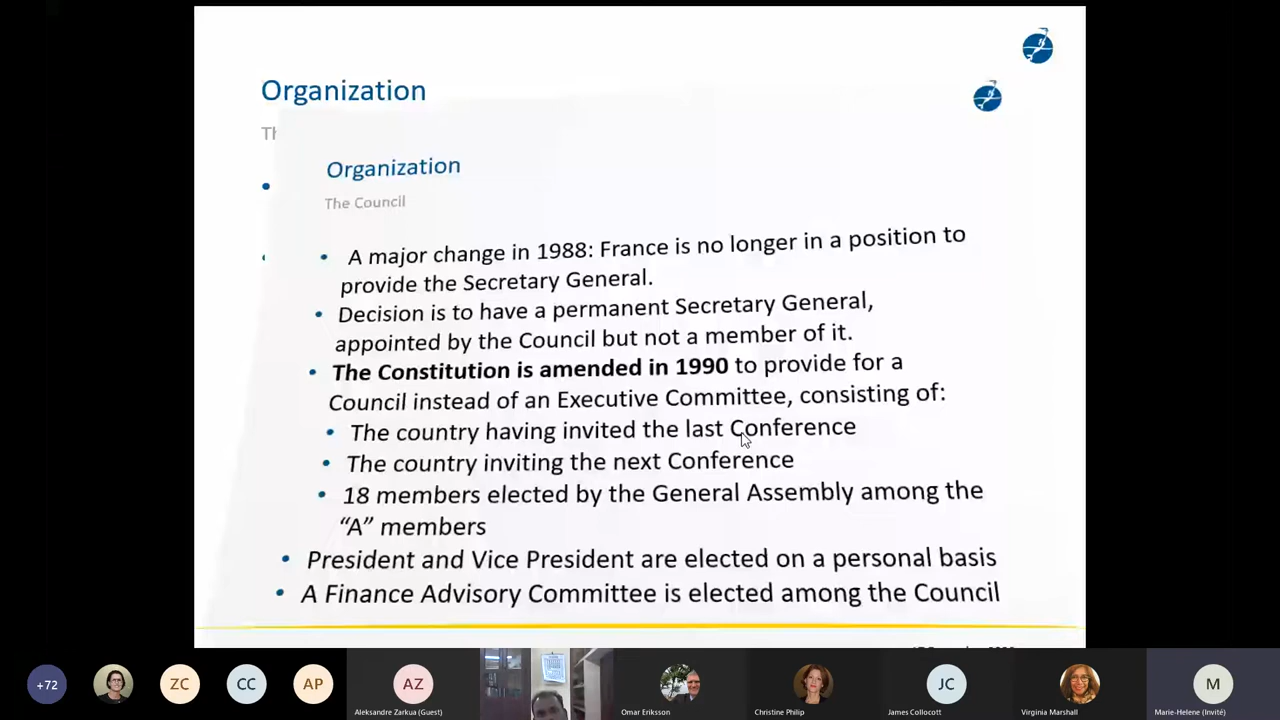 Organization
Th
Organization
The Council
• A major change in 1988: France is no longer in a position to
provide the Secretary General.
• Decision is to have a permanent Secretary General,
appointed by the Council but not a member of it.
• The Constitution is amended in 1990 to provide for a
Council instead of an Executive Committee, consisting of:
• The country having invited the last Conference
• The country inviting the next Conference
• 18 members elected by the General Assembly among the
“A” members
• President and Vice President are elected on a personal basis
• A Finance Advisory Committee is elected among the Council
+72
ZC
CC
AP
AZ
JC
M
Aleksandre Zarkua (Guest)
Omar Eriksson
Christine Philip
James Collocott
Virginia Marshall
Marie-Helene (Invité)